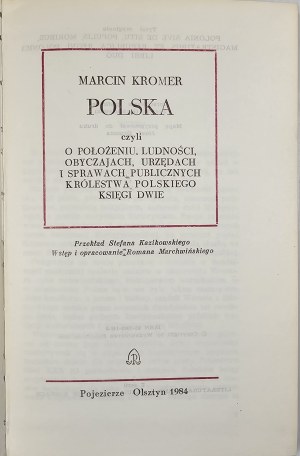 MARCIN KROMER
POLSKA
czyli
O POŁOŻENIU, LUDNOŚCI,
OBYCZAJACH, URZĘDACH
I SPRAWACH PUBLICZNYCH
KRÓLESTWA POLSKIEGO
KSIĘGI DWIE
Przekład Stefana Kozikowskiego
Wstęp i opracowanie Romana Marchwińskiego
Pojezierze Olsztyn 1984